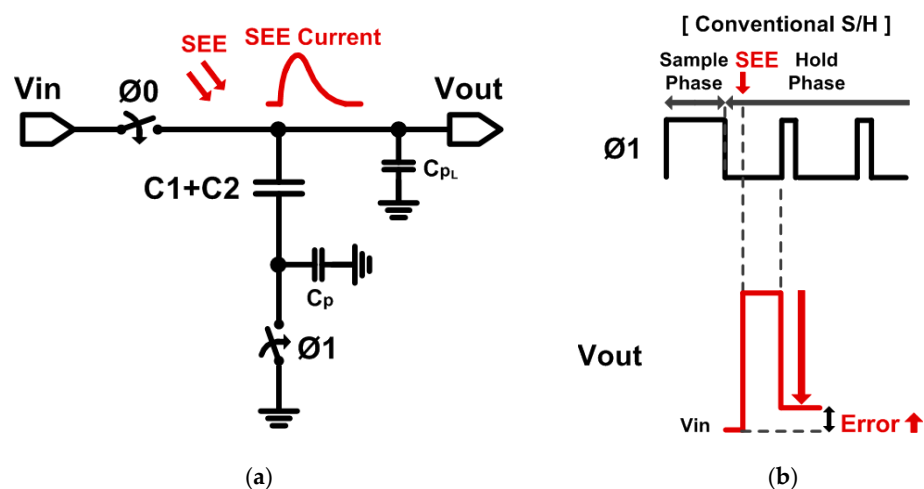 [ Conventional S/H ]
SEE
SEE Current
Sample
Phase
SEE
Hold
Phase
Vin
Ø0
Vout
Ø1
CpL
C1+C2
Cp
Ø1
Vout
Vin
Error
(a)
(b)